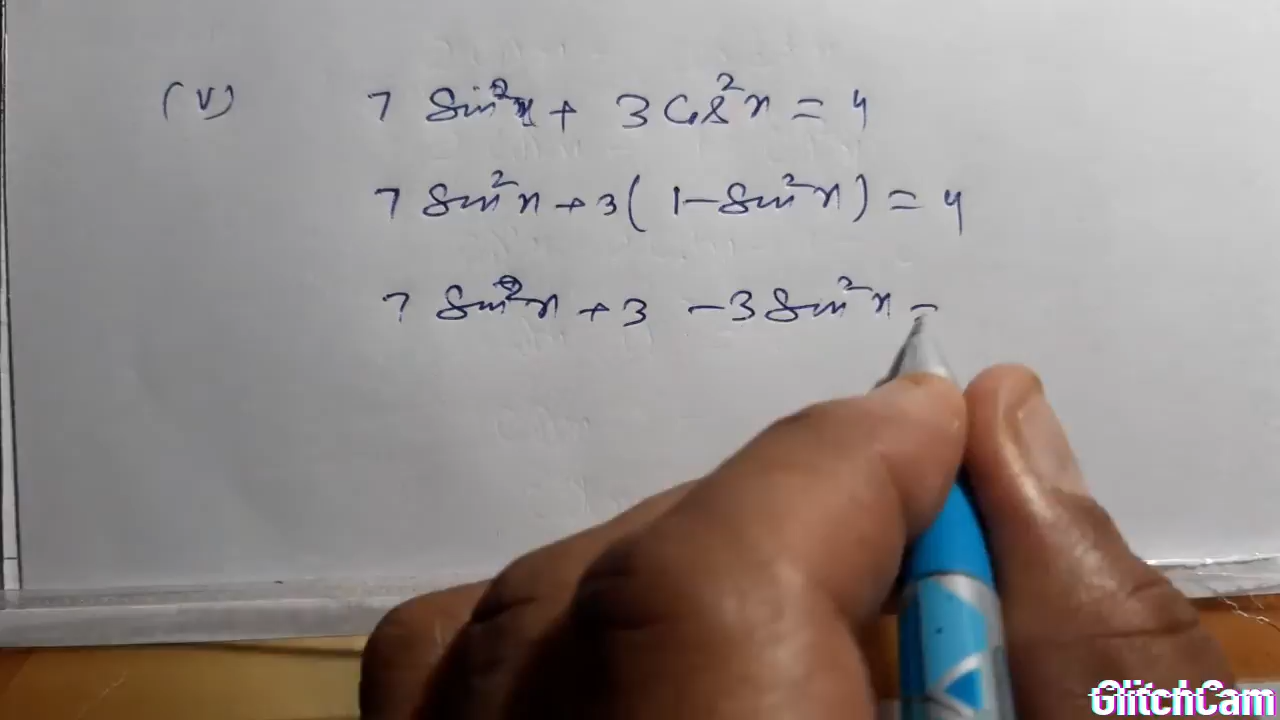 (v) 7 Sin²x + 3 Cos²x = 4
7 Sin²x + 3( 1 - Sin²x ) = 4
7 Sin²x + 3 - 3 Sin²x =
GlitchCam